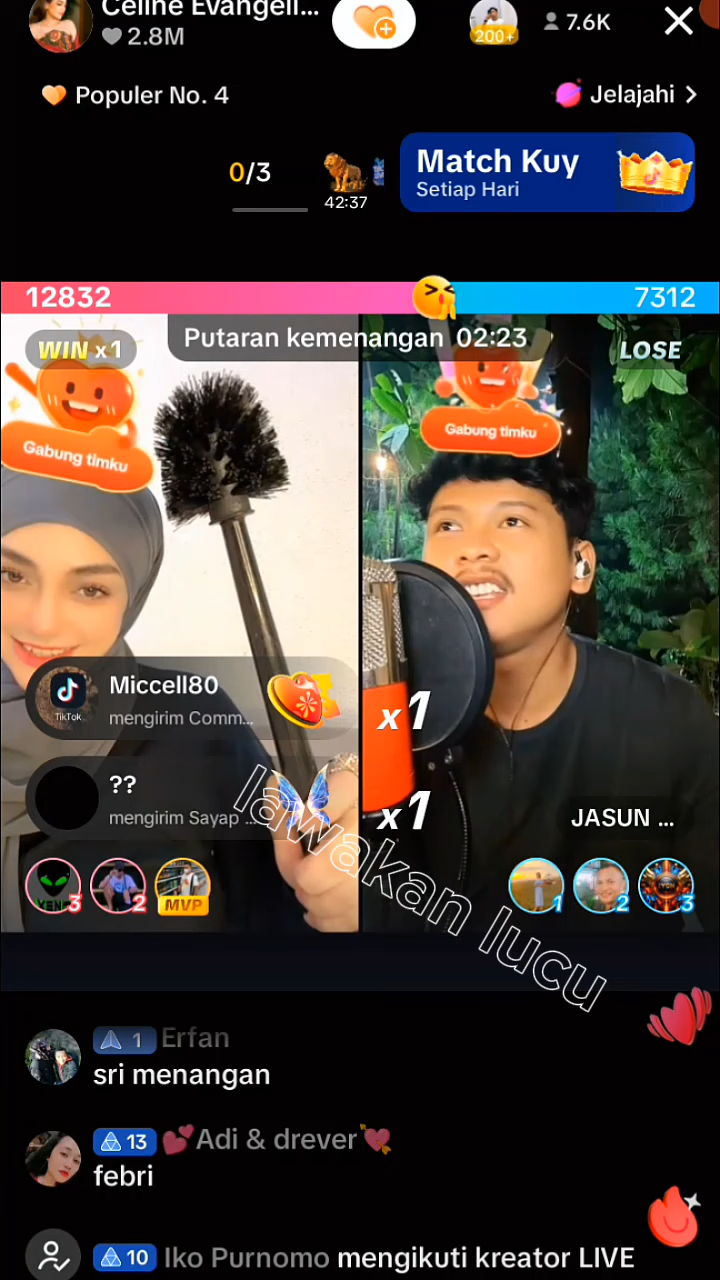 Celine Evangeli...
2.8M
200+
7.6K
Populer No. 4
Jelajahi
0/3
42:37
Match Kuy
Setiap Hari
12832
7312
Putaran kemenangan 02:23
WIN x1
LOSE
Gabung timku
Gabung timku
TikTok
Miccell80
mengirim Comm...
x1
??
mengirim Sayap ...
x1
JASUN ...
3
2
MVP
1
2
3
lawakan lucu
1 Erfan
sri menangan
13 Adi & drever
febri
10 Iko Purnomo mengikuti kreator LIVE